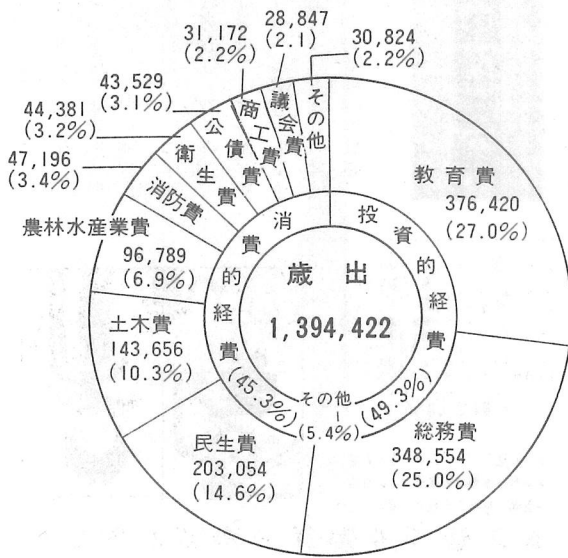 31,172
(2.2%)
28,847
(2.1)
30,824
(2.2%)
43,529
(3.1%)
44,381
(3.2%)
47,196
(3.4%)
その他
議会費
商工費
公債費
衛生費
消防費
農林水産業費
96,789
(6.9%)
土木費
143,656
(10.3%)
民生費
203,054
(14.6%)
総務費
348,554
(25.0%)
教育費
376,420
(27.0%)
投資的経費
(49.3%)
消費的経費
(45.3%)
その他
(5.4%)
歳出
1,394,422